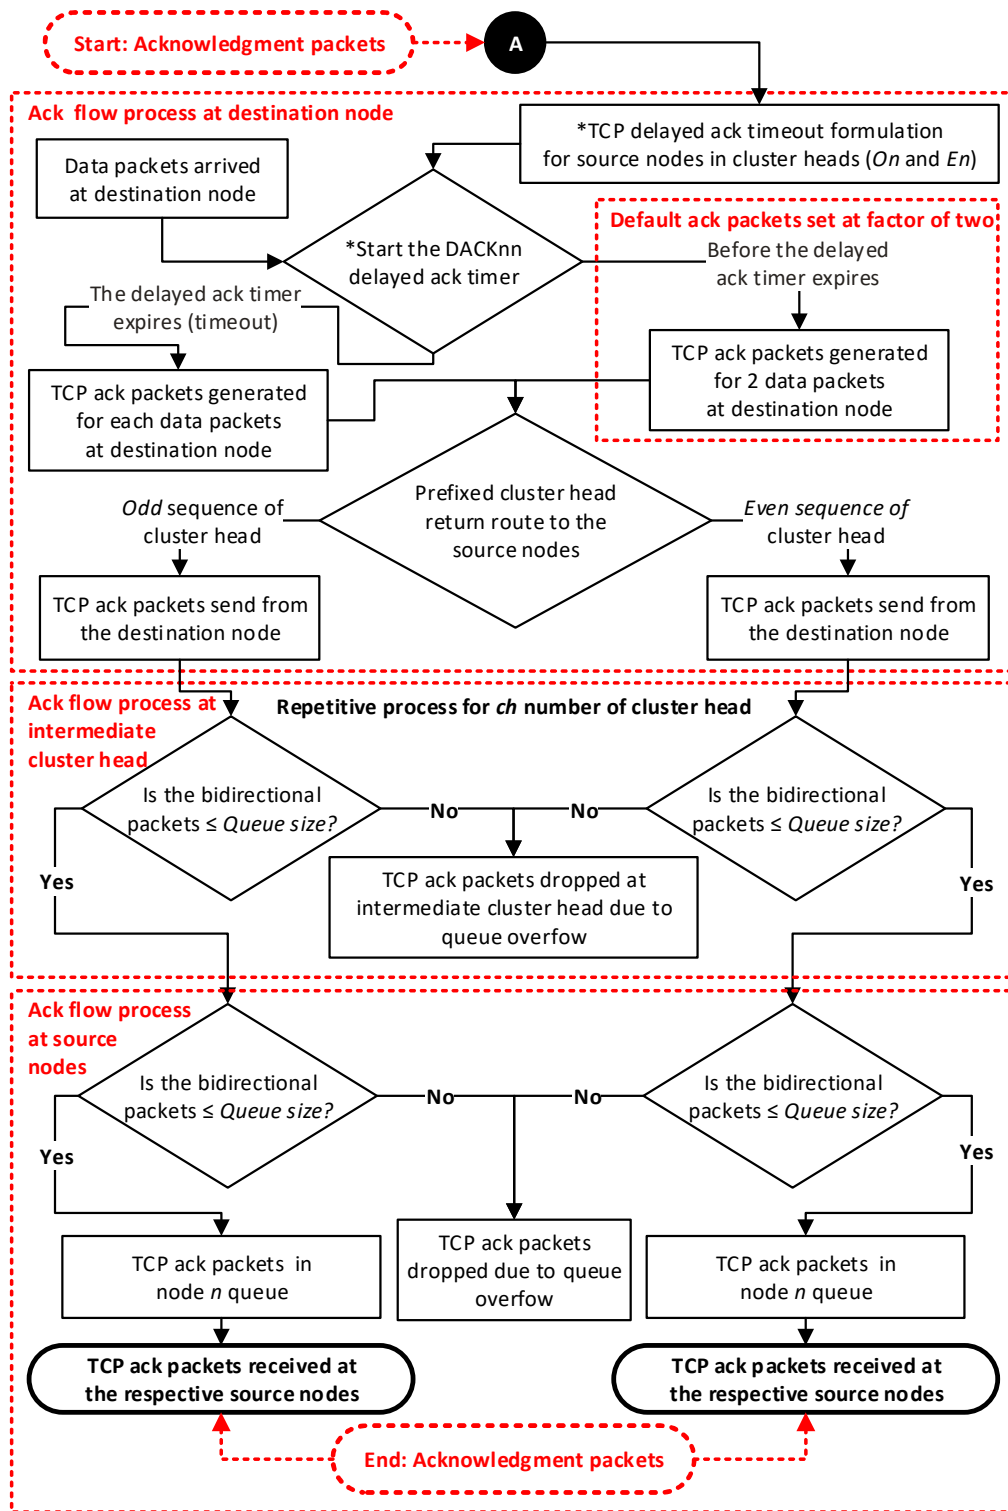 Start: Acknowledgment packets
A
Ack flow process at destination node
*TCP delayed ack timeout formulation
for source nodes in cluster heads (On and En)
Data packets arrived
at destination node
Default ack packets set at factor of two
*Start the DACKnn
delayed ack timer
Before the delayed
ack timer expires
The delayed ack timer
expires (timeout)
TCP ack packets generated
for 2 data packets
at destination node
TCP ack packets generated
for each data packets
at destination node
Prefixed cluster head
return route to the
source nodes
Odd sequence of
cluster head
Even sequence of
cluster head
TCP ack packets send from
the destination node
TCP ack packets send from
the destination node
Ack flow process at
intermediate
cluster head
Repetitive process for ch number of cluster head
Is the bidirectional
packets ≤ Queue size?
No
No
Is the bidirectional
packets ≤ Queue size?
Yes
TCP ack packets dropped at
intermediate cluster head due to
queue overfow
Yes
Ack flow process
at source
nodes
Is the bidirectional
packets ≤ Queue size?
No
No
Is the bidirectional
packets ≤ Queue size?
Yes
Yes
TCP ack packets in
node n queue
TCP ack packets
dropped due to queue
overfow
TCP ack packets in
node n queue
TCP ack packets received at
the respective source nodes
TCP ack packets received at
the respective source nodes
End: Acknowledgment packets